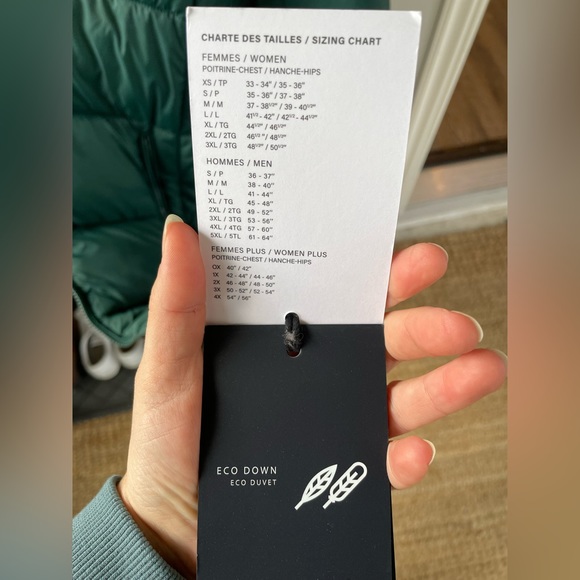 CHARTE DES TAILLES / SIZING CHART
FEMMES / WOMEN
POITRINE-CHEST / HANCHE-HIPS
XS / TP 33 - 34" / 35 - 36"
S / P 35 - 36" / 37 - 38"
M / M 37 - 381/2" / 39 - 401/2"
L / L 411/2 - 42" / 421/2 - 441/2"
XL / TG 441/2" / 461/2"
2XL / 2TG 461/2 " / 481/2"
3XL / 3TG 481/2" / 501/2"
HOMMES / MEN
S / P 36 - 37"
M / M 38 - 40"
L / L 41 - 44"
XL / TG 45 - 48"
2XL / 2TG 49 - 52"
3XL / 3TG 53 - 56"
4XL / 4TG 57 - 60"
5XL / 5TL 61 - 64"
FEMMES PLUS / WOMEN PLUS
POITRINE-CHEST / HANCHE-HIPS
OX 40" / 42"
1X 42 - 44" / 44 - 46"
2X 46 - 48" / 48 - 50"
3X 50 - 52" / 52 - 54"
4X 54" / 56"
ECO DOWN
ECO DUVET